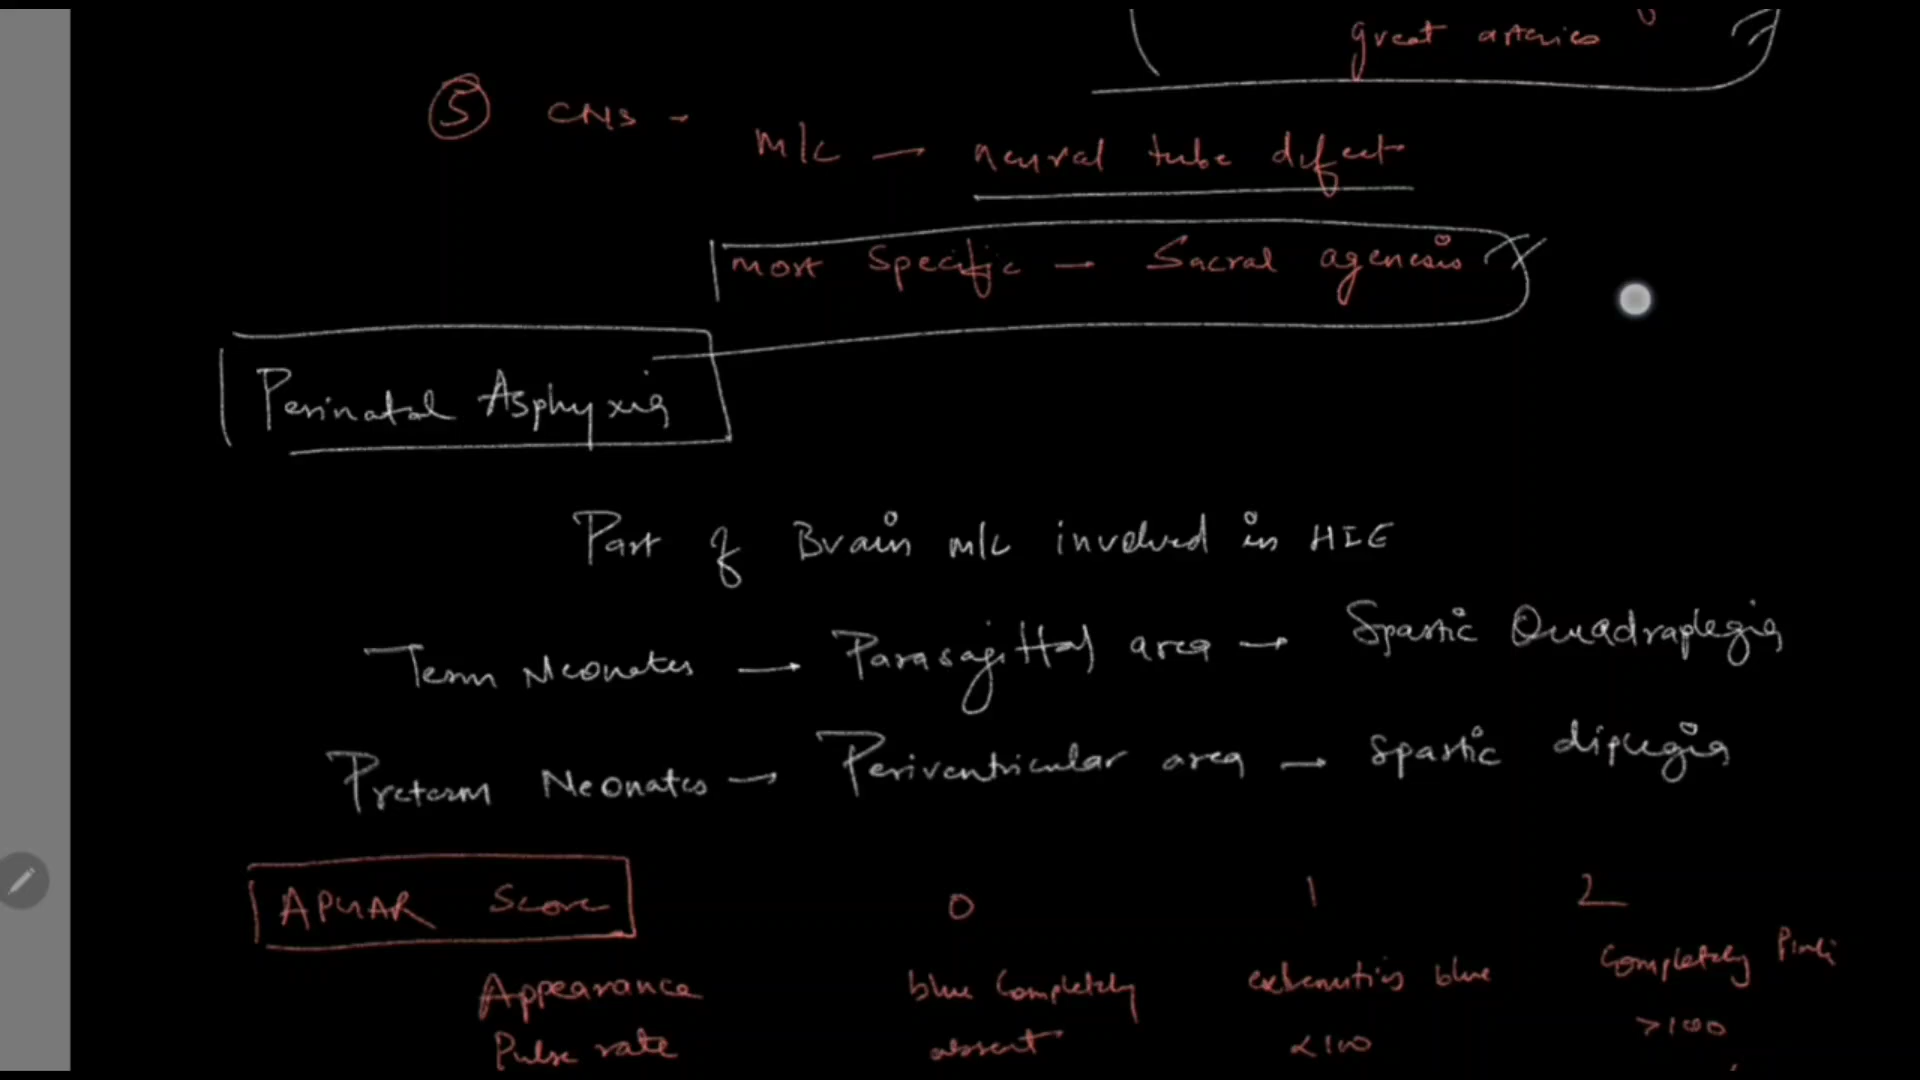 great arteries
5 CNS - M/C — neural tube defect
most specific — Sacral agenesis
Perinatal Asphyxia
Part of Brain m/c involved in HIE
Term Neonates → Parasagittal area → Spastic Quadraplegia
Preterm Neonates → Periventricular area → Spastic diplegia
APGAR Score 0 1 2
Appearance blue completely extremities blue completely Pink
Pulse rate absent <100 >100